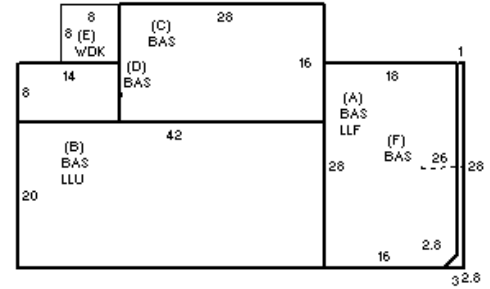 8
28
8 (E)
WDK
(C)
BAS
(D)
BAS
16
1
14
18
8
(A)
BAS
LLF
42
(B)
BAS
LLU
(F)
BAS
26
28
28
20
2.8
16
3 2.8